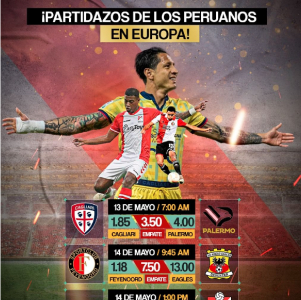 ¡PARTIDAZOS DE LOS PERUANOS
EN EUROPA!
13 DE MAYO / 7:00 AM
CAGLIARI
1.85 3.50 4.00
CAGLIARI EMPATE PALERMO
PALERMO
14 DE MAYO / 9:45 AM
1.18 7.50 13.00
FEYENOORD EMPATE EAGLES
14 DE MAYO / 1:00 PM